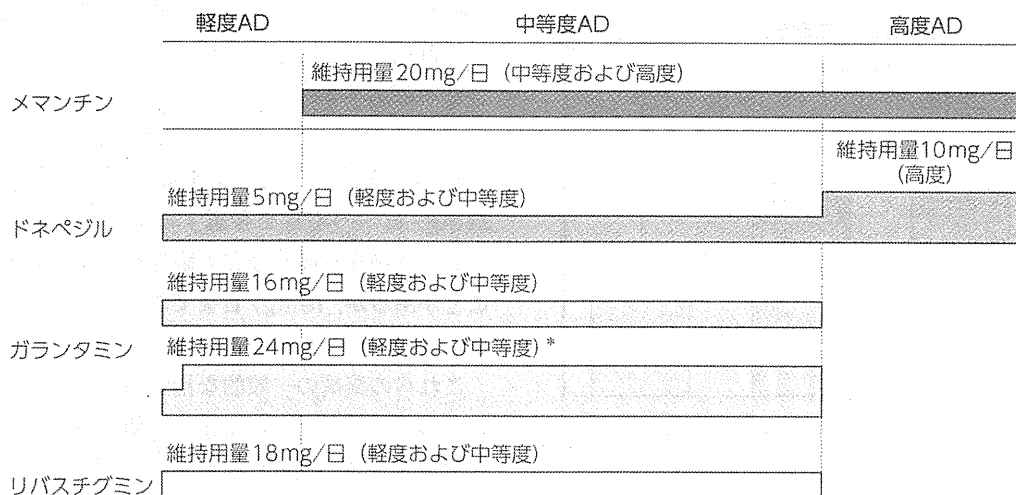 軽度AD 中等度AD 高度AD
維持用量20mg/日（中等度および高度）
メマンチン
維持用量10mg/日
（高度）
維持用量5mg/日（軽度および中等度）
ドネペジル
維持用量16mg/日（軽度および中等度）
ガランタミン
維持用量24mg/日（軽度および中等度）*
維持用量18mg/日（軽度および中等度）
リバスチグミン